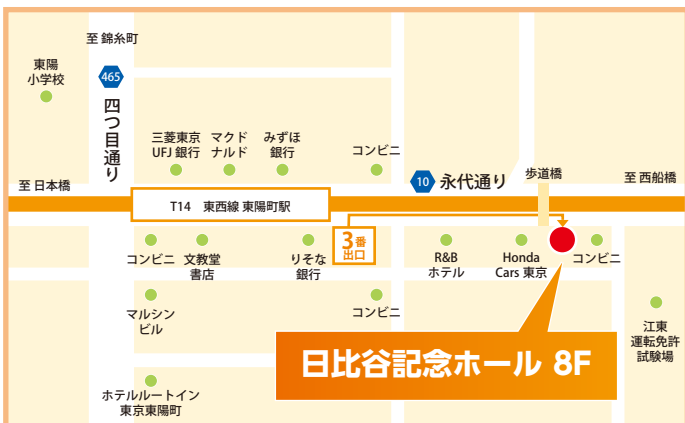 至 錦糸町
東陽
小学校
465
四つ目通り
三菱東京
UFJ 銀行
マクド
ナルド
みずほ
銀行
コンビニ
10 永代通り
歩道橋
至 日本橋
至 西船橋
T14 東西線 東陽町駅
3番
出口
コンビニ
文教堂
書店
りそな
銀行
R&B
ホテル
Honda
Cars 東京
コンビニ
マルシン
ビル
コンビニ
江東
運転免許
試験場
日比谷記念ホール 8F
ホテルルートイン
東京東陽町